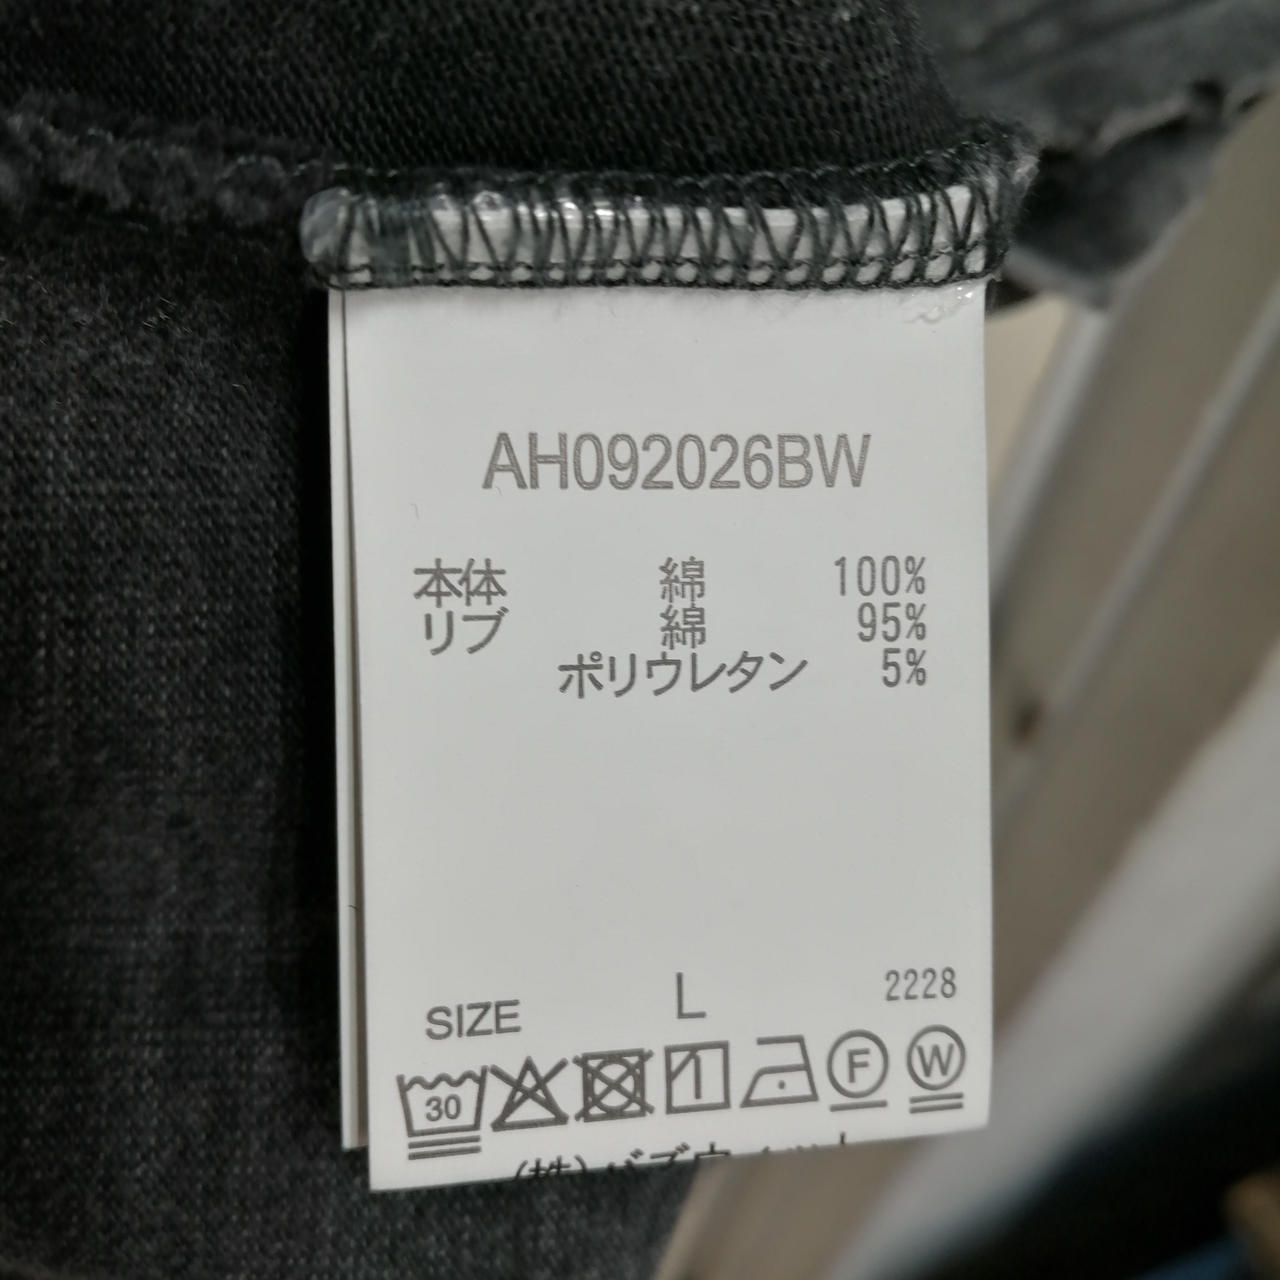 AH092026BW
本体 綿 100%
リブ 綿 95%
ポリウレタン 5%
SIZE L 2228
30 F W